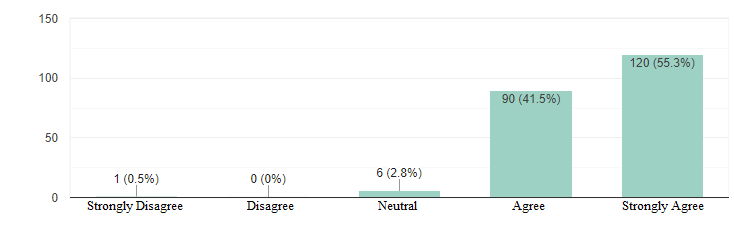 150
100
50
0
1 (0.5%)
0 (0%)
6 (2.8%)
90 (41.5%)
120 (55.3%)
Strongly Disagree
Disagree
Neutral
Agree
Strongly Agree